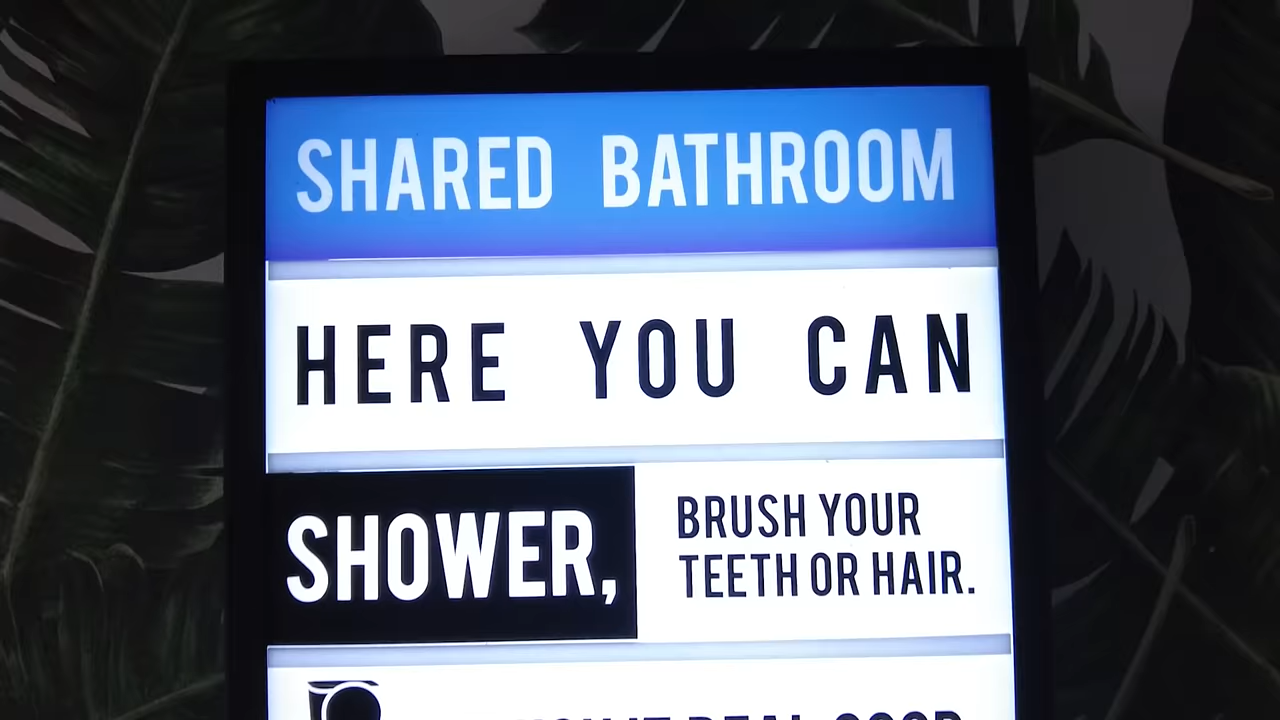 SHARED BATHROOM
HERE YOU CAN
SHOWER,
BRUSH YOUR
TEETH OR HAIR.